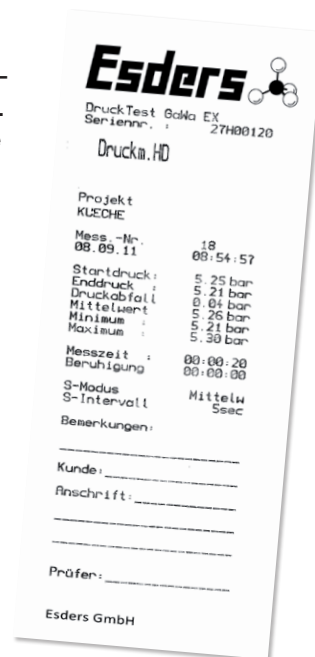 Esders
DruckTest GaWa EX
Seriennr. : 27H00120
Druckm.HD
Projekt
KUECHE
Mess.-Nr. 18
08.09.11 08:54:57
Startdruck: 5.25 bar
Enddruck : 5.21 bar
Druckabfall 0.04 bar
Mittelwert 5.26 bar
Minimum : 5.21 bar
Maximum : 5.30 bar
Messzeit : 00:00:20
Beruhigung 00:00:00
S-Modus Mittelw
S-Intervall 5sec
Bemerkungen:
Kunde:
Anschrift:
Prüfer:
Esders GmbH